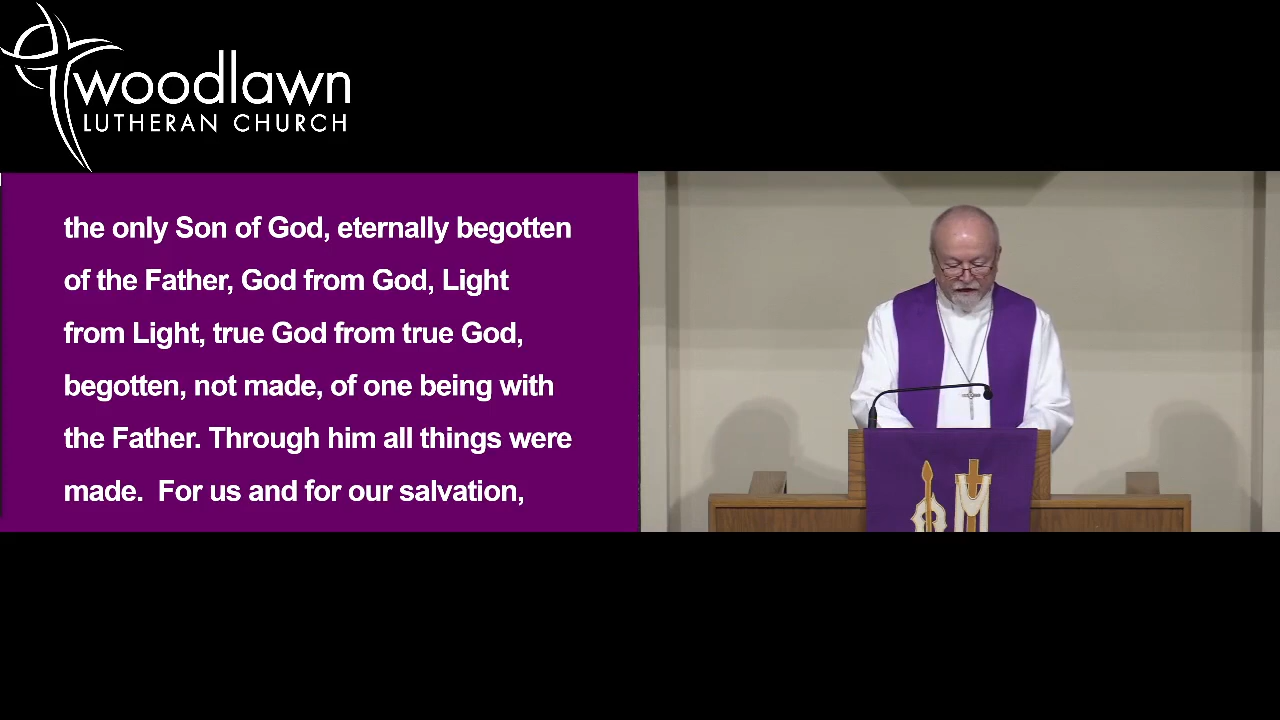 woodlawn
LUTHERAN CHURCH
the only Son of God, eternally begotten
of the Father, God from God, Light
from Light, true God from true God,
begotten, not made, of one being with
the Father. Through him all things were
made.  For us and for our salvation,